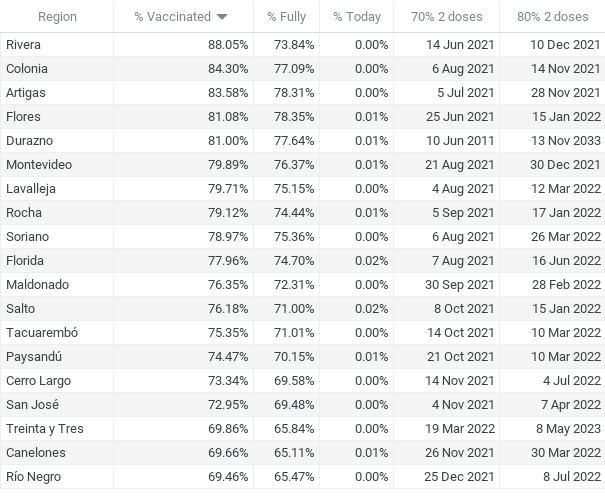 Region % Vaccinated % Fully % Today 70% 2 doses 80% 2 doses
Rivera 88.05% 73.84% 0.00% 14 Jun 2021 10 Dec 2021
Colonia 84.30% 77.09% 0.00% 6 Aug 2021 14 Nov 2021
Artigas 83.58% 78.31% 0.00% 5 Jul 2021 28 Nov 2021
Flores 81.08% 78.35% 0.01% 25 Jun 2021 15 Jan 2022
Durazno 81.00% 77.64% 0.01% 10 Jun 2011 13 Nov 2033
Montevideo 79.89% 76.37% 0.01% 21 Aug 2021 30 Dec 2021
Lavalleja 79.71% 75.15% 0.00% 4 Aug 2021 12 Mar 2022
Rocha 79.12% 74.44% 0.01% 5 Sep 2021 17 Jan 2022
Soriano 78.97% 75.36% 0.00% 6 Aug 2021 26 Mar 2022
Florida 77.96% 74.70% 0.02% 7 Aug 2021 16 Jun 2022
Maldonado 76.35% 72.31% 0.00% 30 Sep 2021 28 Feb 2022
Salto 76.18% 71.00% 0.02% 8 Oct 2021 15 Jan 2022
Tacuarembó 75.35% 71.01% 0.00% 14 Oct 2021 10 Mar 2022
Paysandú 74.47% 70.15% 0.01% 21 Oct 2021 10 Mar 2022
Cerro Largo 73.34% 69.58% 0.00% 14 Nov 2021 4 Jul 2022
San José 72.95% 69.48% 0.00% 4 Nov 2021 7 Apr 2022
Treinta y Tres 69.86% 65.84% 0.00% 19 Mar 2022 8 May 2023
Canelones 69.66% 65.11% 0.01% 26 Nov 2021 30 Mar 2022
Río Negro 69.46% 65.47% 0.00% 25 Dec 2021 8 Jul 2022